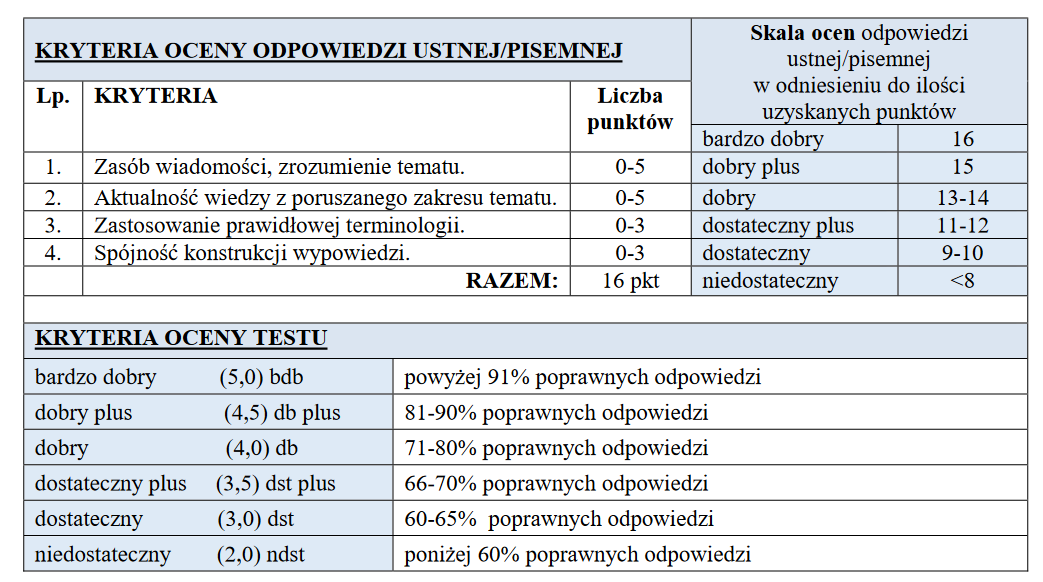 KRYTERIA OCENY ODPOWIEDZI USTNEJ/PISEMNEJ
Skala ocen odpowiedzi
ustnej/pisemnej
w odniesieniu do ilości
uzyskanych punktów
Lp. KRYTERIA Liczba
punktów
bardzo dobry 16
1. Zasób wiadomości, zrozumienie tematu. 0-5 dobry plus 15
2. Aktualność wiedzy z poruszanego zakresu tematu. 0-5 dobry 13-14
3. Zastosowanie prawidłowej terminologii. 0-3 dostateczny plus 11-12
4. Spójność konstrukcji wypowiedzi. 0-3 dostateczny 9-10
RAZEM: 16 pkt niedostateczny <8
KRYTERIA OCENY TESTU
bardzo dobry (5,0) bdb powyżej 91% poprawnych odpowiedzi
dobry plus (4,5) db plus 81-90% poprawnych odpowiedzi
dobry (4,0) db 71-80% poprawnych odpowiedzi
dostateczny plus (3,5) dst plus 66-70% poprawnych odpowiedzi
dostateczny (3,0) dst 60-65% poprawnych odpowiedzi
niedostateczny (2,0) ndst poniżej 60% poprawnych odpowiedzi